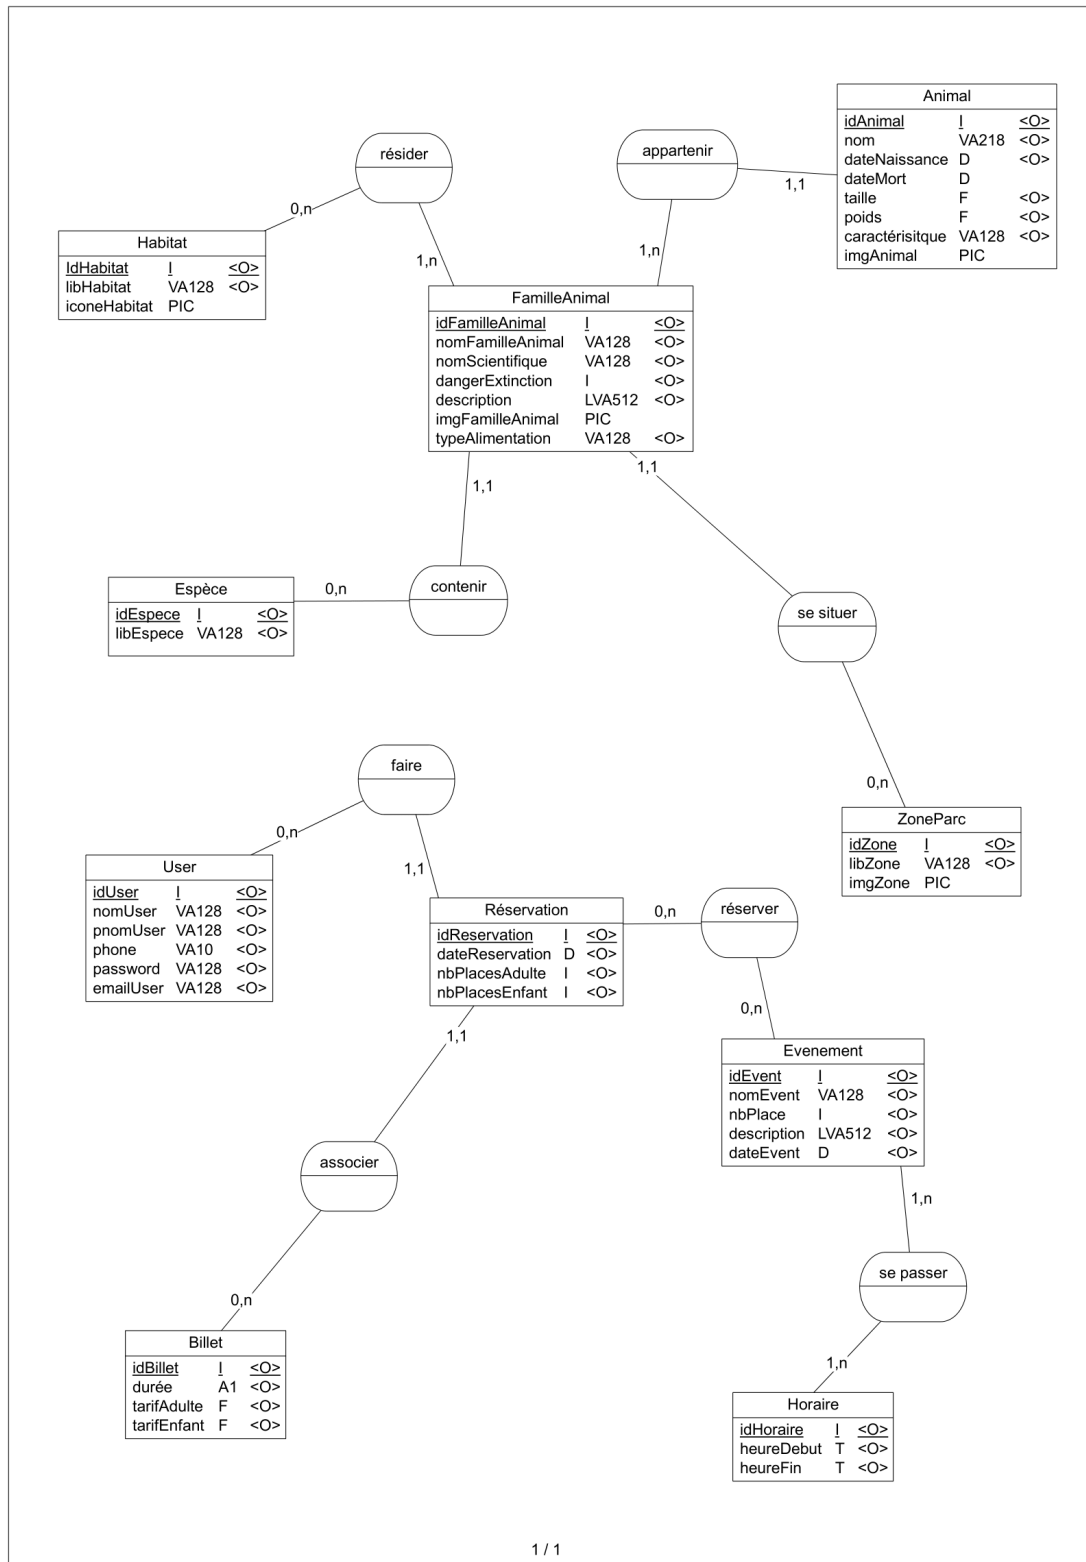 Animal
idAnimal I <O>
nom VA218 <O>
dateNaissance D <O>
dateMort D
taille F <O>
poids F <O>
caractérisitque VA128 <O>
imgAnimal PIC
résider
appartenir
1,1
0,n
1,n
1,n
Habitat
IdHabitat I <O>
libHabitat VA128 <O>
iconeHabitat PIC
FamilleAnimal
idFamilleAnimal I <O>
nomFamilleAnimal VA128 <O>
nomScientifique VA128 <O>
dangerExtinction I <O>
description LVA512 <O>
imgFamilleAnimal PIC
typeAlimentation VA128 <O>
1,1
1,1
contenir
0,n
Espèce
idEspece I <O>
libEspece VA128 <O>
se situer
0,n
ZoneParc
idZone I <O>
libZone VA128 <O>
imgZone PIC
faire
0,n
1,1
User
idUser I <O>
nomUser VA128 <O>
pnomUser VA128 <O>
phone VA10 <O>
password VA128 <O>
emailUser VA128 <O>
Réservation
idReservation I <O>
dateReservation D <O>
nbPlacesAdulte I <O>
nbPlacesEnfant I <O>
0,n
réserver
0,n
1,1
Evenement
idEvent I <O>
nomEvent VA128 <O>
nbPlace I <O>
description LVA512 <O>
dateEvent D <O>
associer
1,n
se passer
0,n
1,n
Billet
idBillet I <O>
durée A1 <O>
tarifAdulte F <O>
tarifEnfant F <O>
Horaire
idHoraire I <O>
heureDebut T <O>
heureFin T <O>
1 / 1